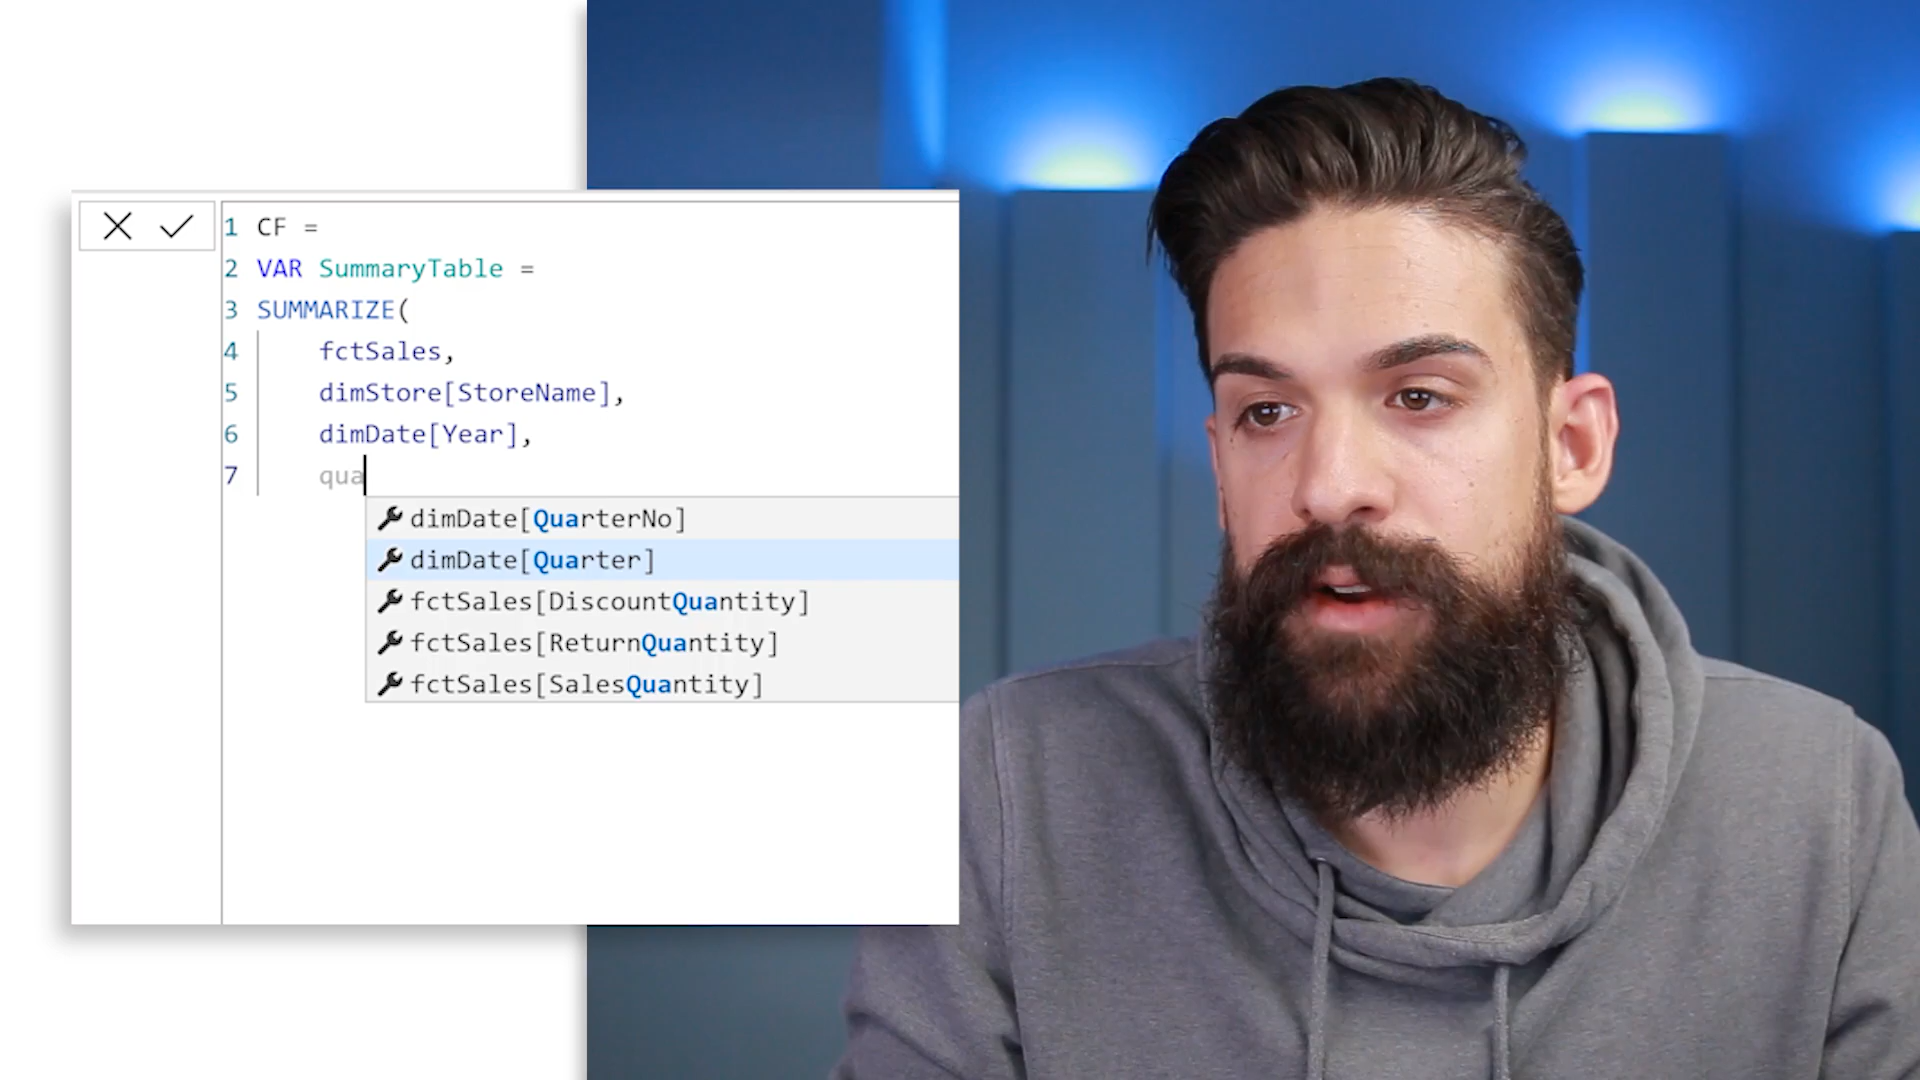 1 CF =
2 VAR SummaryTable =
3 SUMMARIZE(
4 fctSales,
5 dimStore[StoreName],
6 dimDate[Year],
7 qua
dimDate[QuarterNo]
dimDate[Quarter]
fctSales[DiscountQuantity]
fctSales[ReturnQuantity]
fctSales[SalesQuantity]